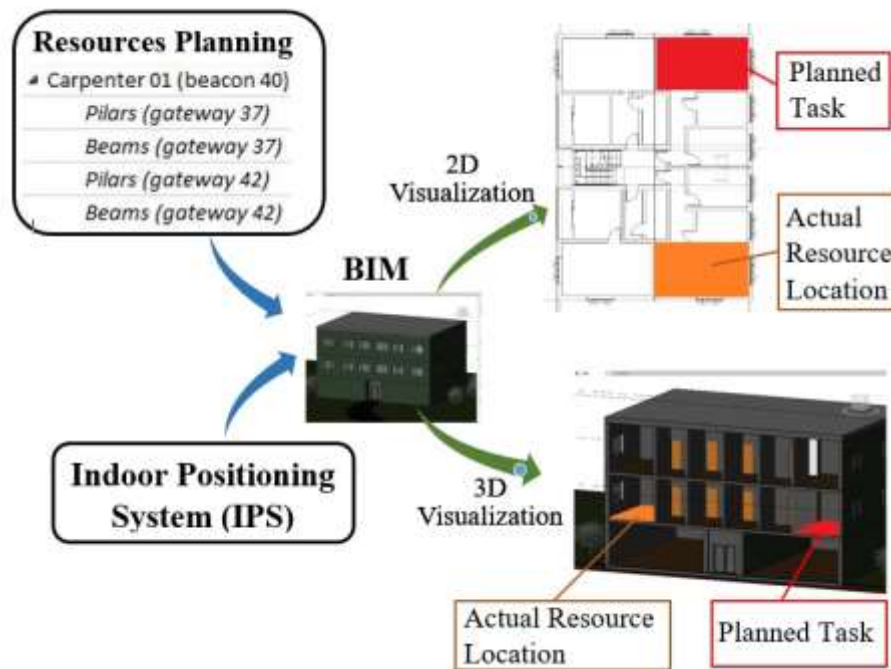 Resources Planning
Carpenter 01 (beacon 40)
Pilars (gateway 37)
Beams (gateway 37)
Pilars (gateway 42)
Beams (gateway 42)
Planned
Task
2D
Visualization
Actual
Resource
Location
BIM
Indoor Positioning
System (IPS)
3D
Visualization
Actual Resource
Location
Planned Task